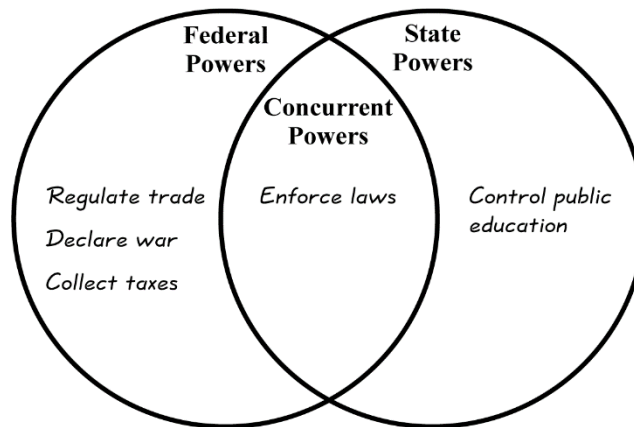 Federal
Powers
State
Powers
Concurrent
Powers
Regulate trade
Declare war
Collect taxes
Enforce laws
Control public
education